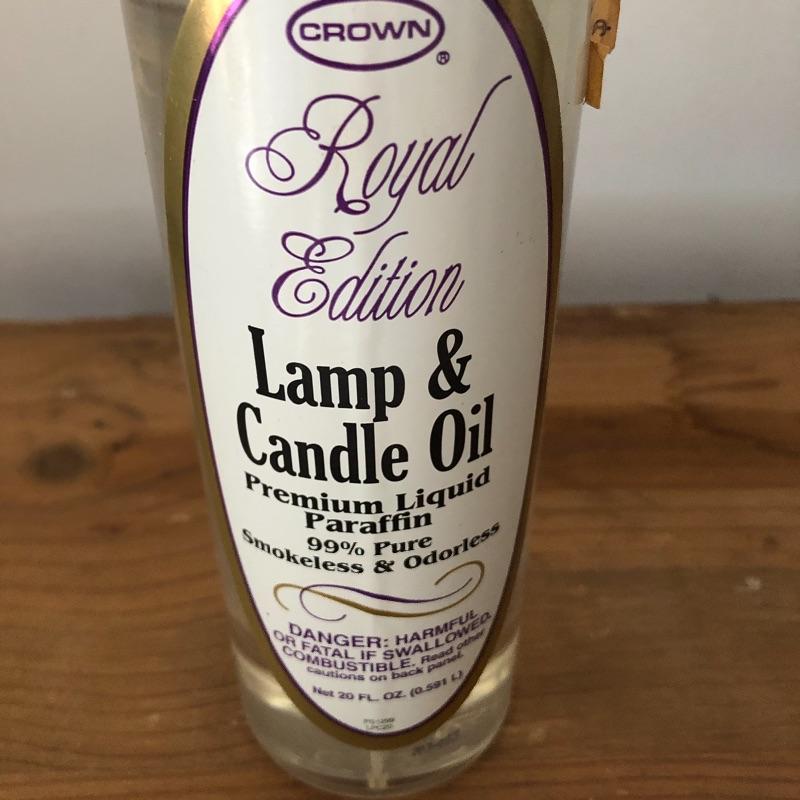 CROWN
®
Royal
Edition
Lamp &
Candle Oil
Premium Liquid
Paraffin
99% Pure
Smokeless & Odorless
DANGER: HARMFUL
OR FATAL IF SWALLOWED.
COMBUSTIBLE. Read other
cautions on back panel.
Net 20 FL. OZ. (0.591 L)